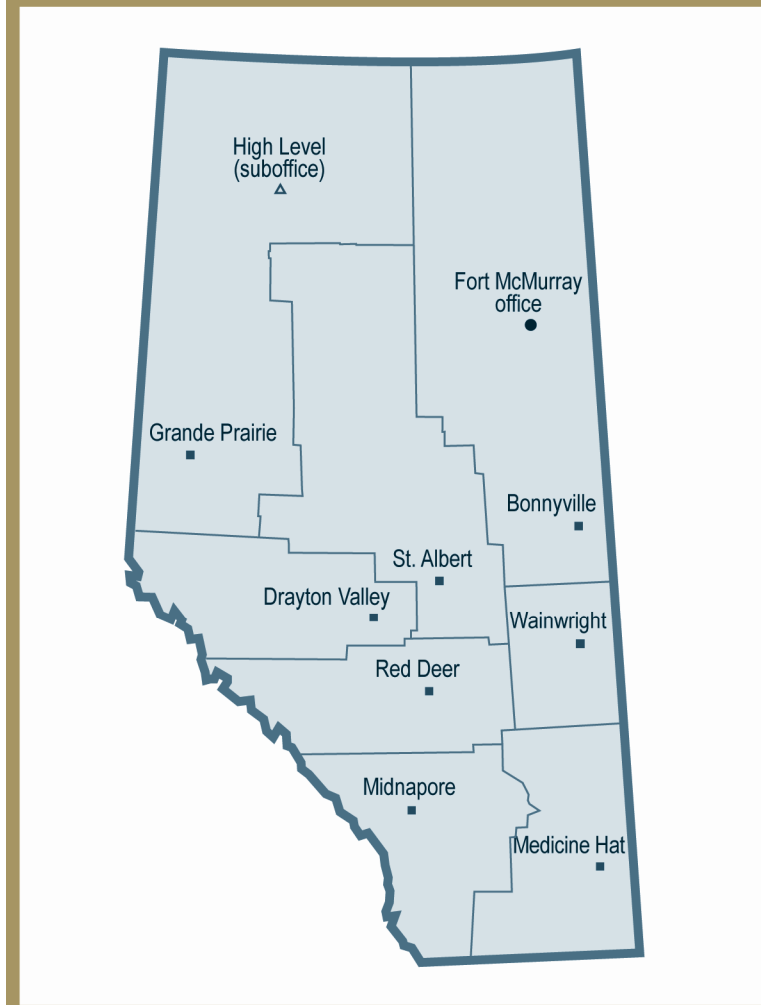 High Level
(suboffice)
Fort McMurray
office
Grande Prairie
Bonnyville
St. Albert
Drayton Valley
Wainwright
Red Deer
Midnapore
Medicine Hat